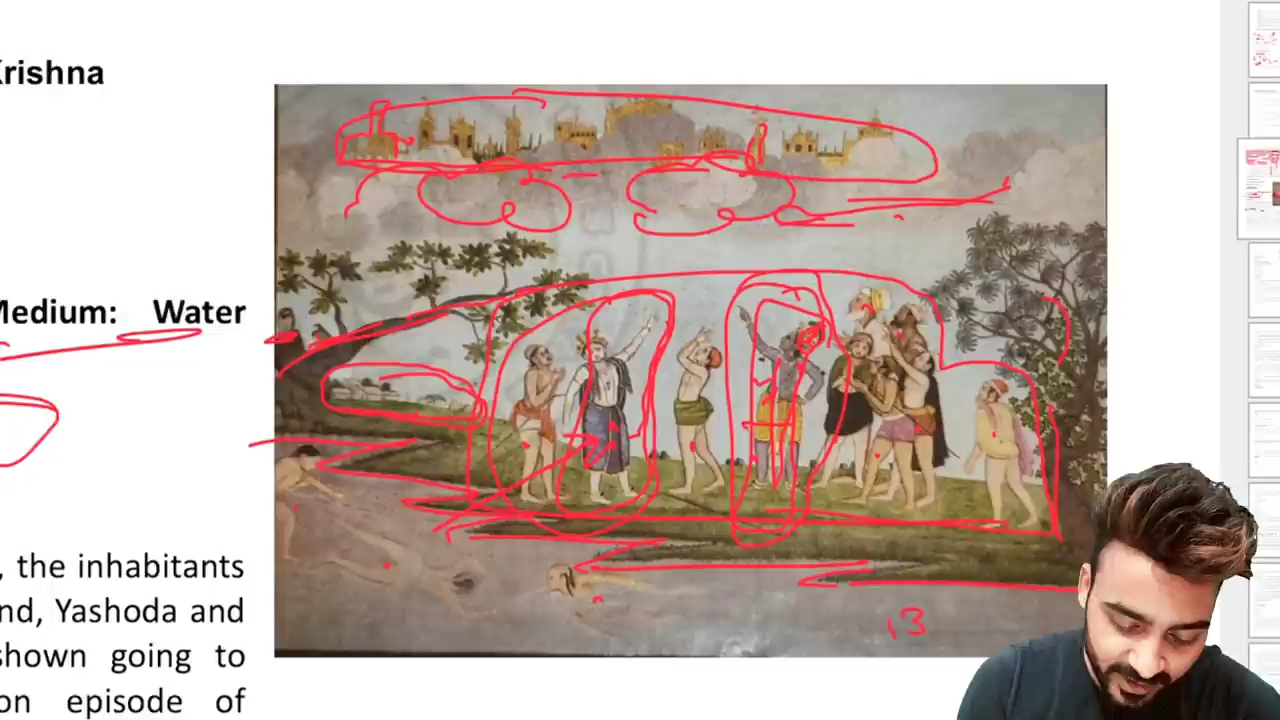 Krishna
Medium: Water
, the inhabitants
nd, Yashoda and
shown going to
on episode of
13